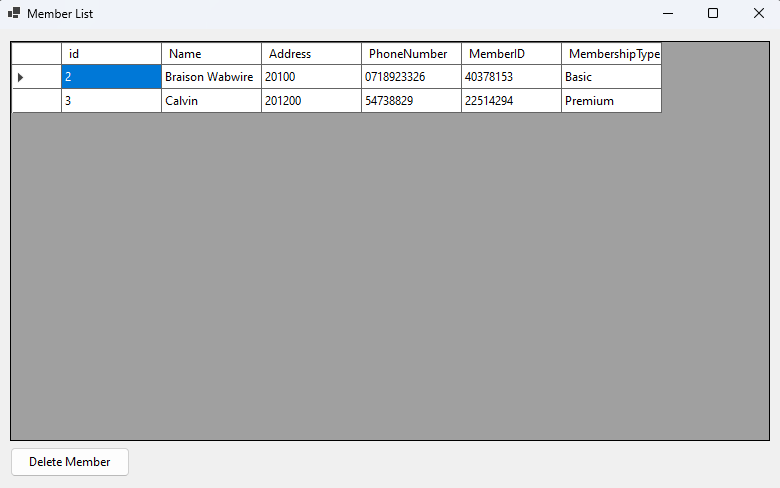 Member List
id Name Address PhoneNumber MemberID MembershipType
2 Braison Wabwire 20100 0718923326 40378153 Basic
3 Calvin 201200 54738829 22514294 Premium
Delete Member